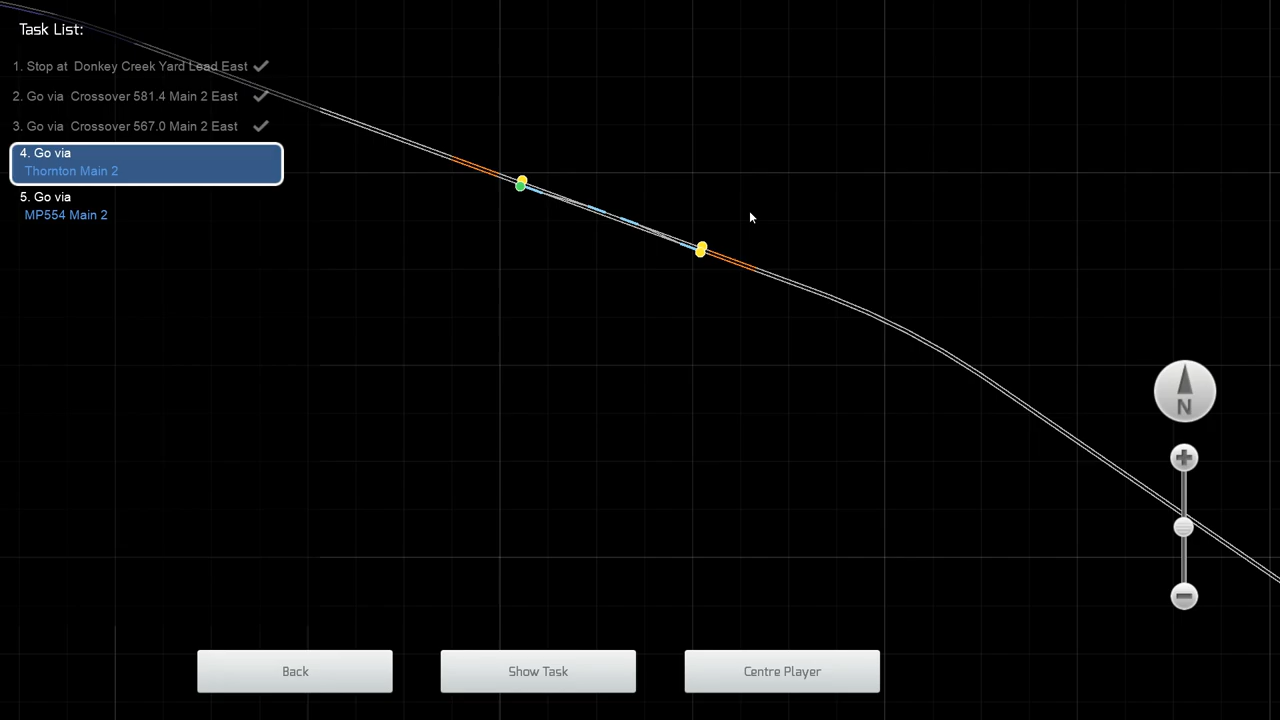 Task List:
1. Stop at Donkey Creek Yard Lead East
2. Go via Crossover 581.4 Main 2 East
3. Go via Crossover 567.0 Main 2 East
4. Go via
Thornton Main 2
5. Go via
MP554 Main 2
N
Back
Show Task
Centre Player